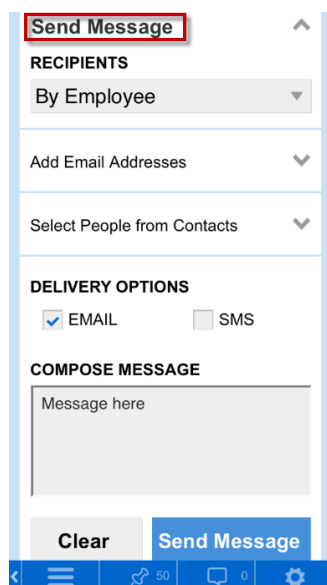 Send Message
RECIPIENTS
By Employee
Add Email Addresses
Select People from Contacts
DELIVERY OPTIONS
EMAIL SMS
COMPOSE MESSAGE
Message here
Clear Send Message
50 0